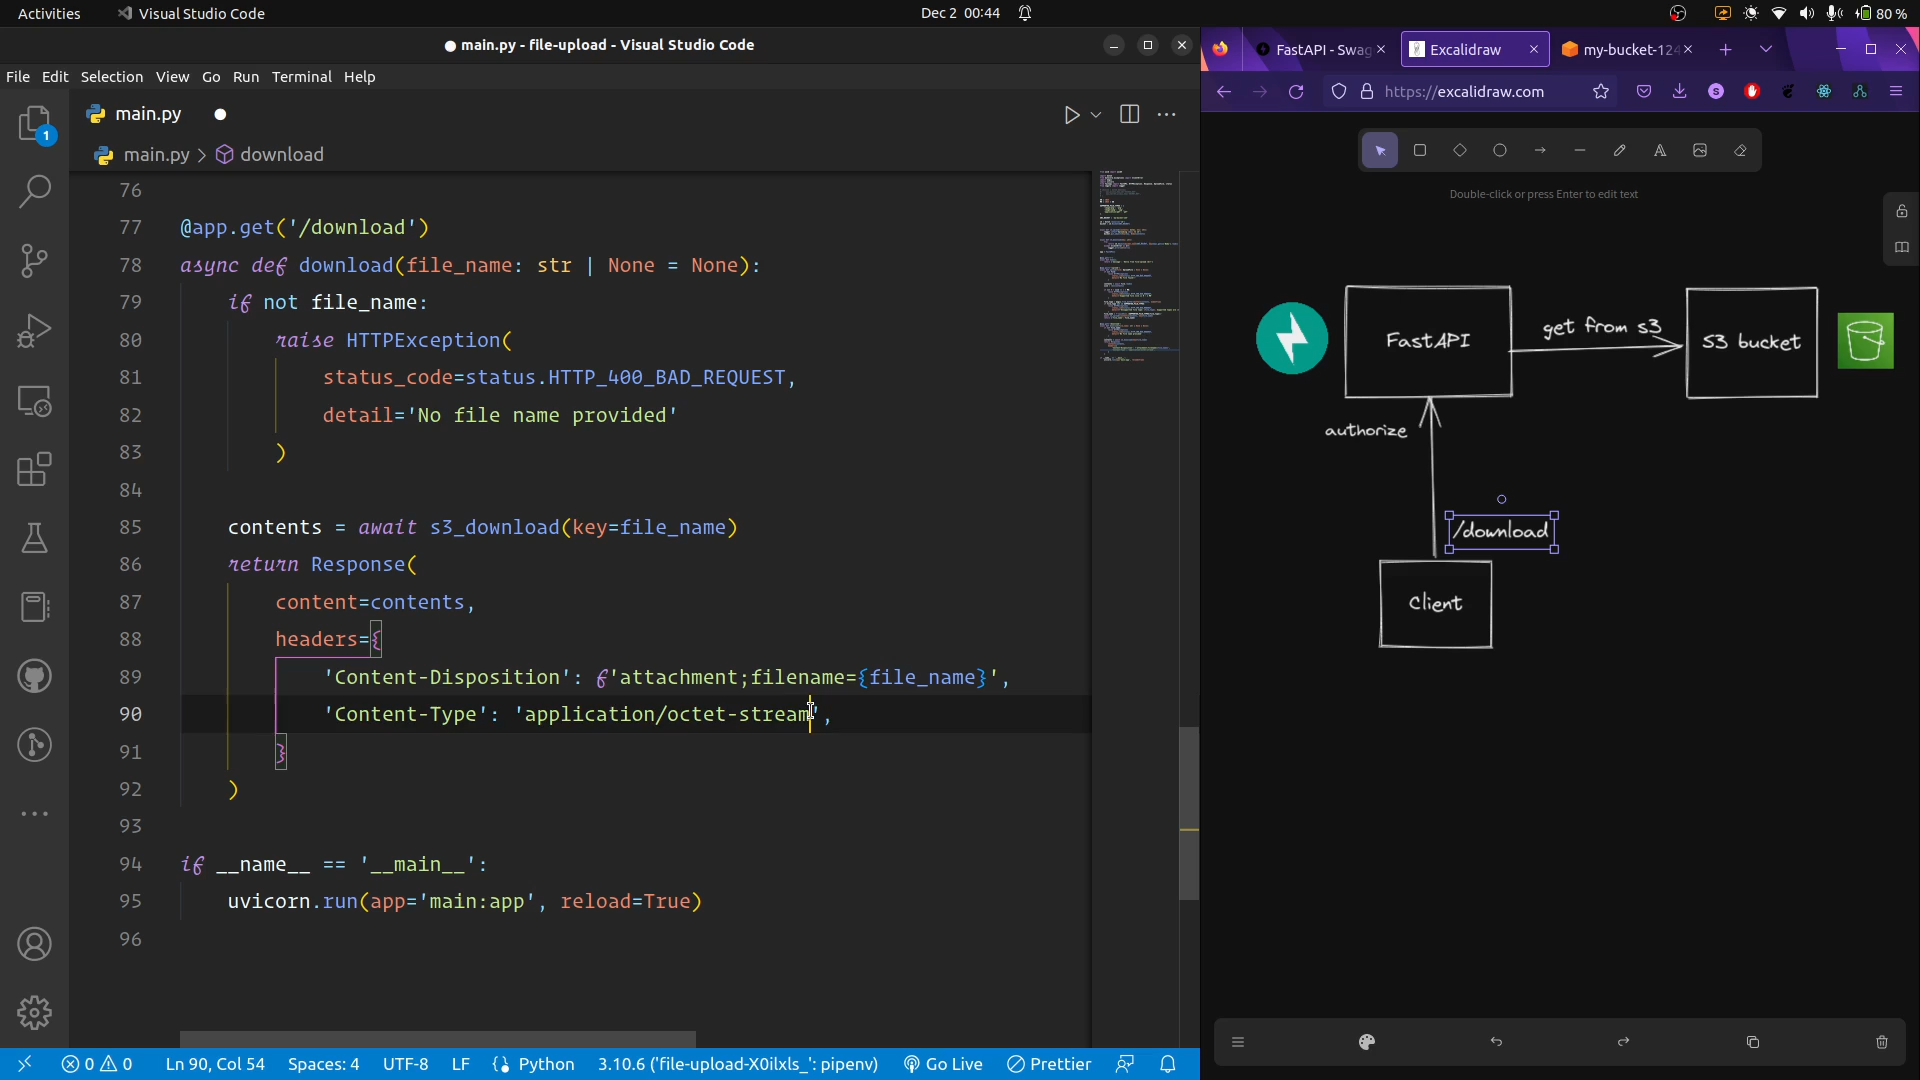 Activities
Visual Studio Code
Dec 2 00:44
80 %
main.py - file-upload - Visual Studio Code
File Edit Selection View Go Run Terminal Help
main.py
main.py > download
76
77 @app.get('/download')
78 async def download(file_name: str | None = None):
79 if not file_name:
80 raise HTTPException(
81 status_code=status.HTTP_400_BAD_REQUEST,
82 detail='No file name provided'
83 )
84
85 contents = await s3_download(key=file_name)
86 return Response(
87 content=contents,
88 headers={
89 'Content-Disposition': f'attachment;filename={file_name}',
90 'Content-Type': 'application/octet-stream',
91 }
92 )
93
94 if __name__ == '__main__':
95 uvicorn.run(app='main:app', reload=True)
96
1
0 0
Ln 90, Col 54
Spaces: 4
UTF-8
LF
Python
3.10.6 ('file-upload-X0ilxls_': pipenv)
Go Live
Prettier
FastAPI - Swag
Excalidraw
my-bucket-124
https://excalidraw.com
Double-click or press Enter to edit text
FastAPI
get from s3
S3 bucket
authorize
/download
Client